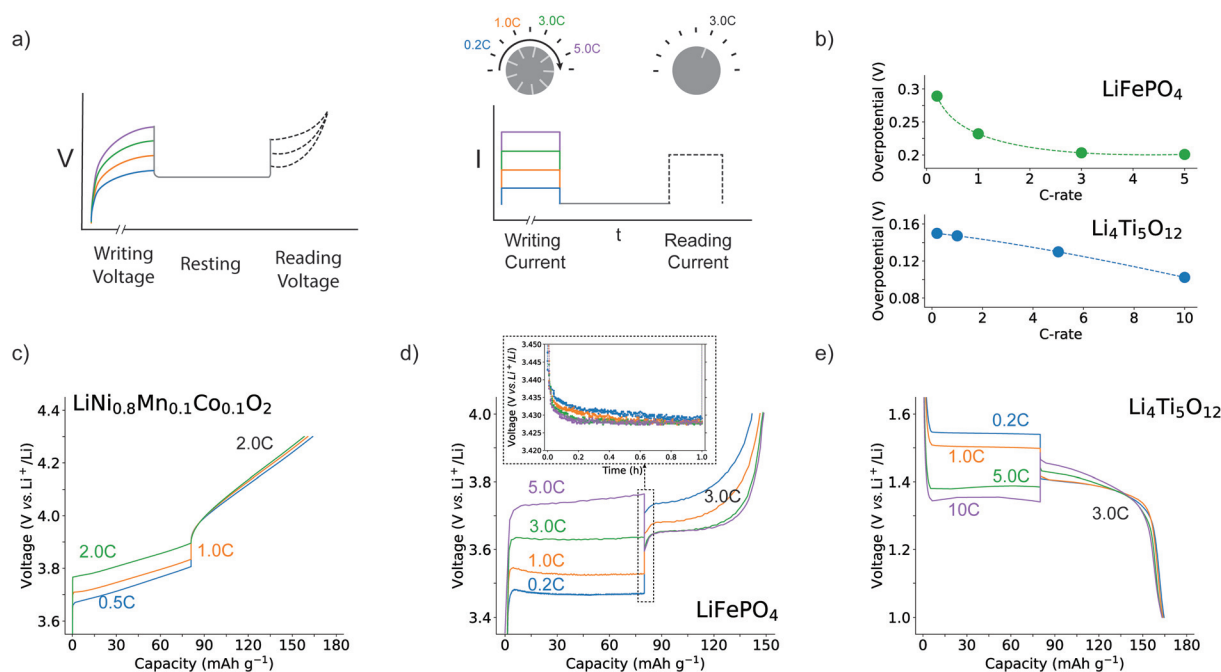 a)
0.2C
1.0C
3.0C
5.0C
3.0C
V
Writing
Voltage
Resting
Reading
Voltage
I
Writing
Current
t
Reading
Current
b)
LiFePO₄
Overpotential (V)
0.3
0.25
0.2
0 1 2 3 4 5
C-rate
Li₄Ti₅O₁₂
Overpotential (V)
0.16
0.12
0.08
0 2 4 6 8 10
C-rate
c)
LiNi₀.₈Mn₀.₁Co₀.₁O₂
Voltage (V vs.Li⁺/Li)
4.4
4.2
4.0
3.8
3.6
2.0C
2.0C
1.0C
0.5C
0 30 60 90 120 150 180
Capacity (mAh g⁻¹)
d)
Voltage (V vs.Li⁺/Li)
3.450
3.445
3.440
3.435
3.430
3.425
3.420
0.0 0.2 0.4 0.6 0.8 1.0
Time (h)
Voltage (V vs.Li⁺/Li)
4.0
3.8
3.6
3.4
5.0C
3.0C
3.0C
1.0C
0.2C
LiFePO₄
0 30 60 90 120 150
Capacity (mAh g⁻¹)
e)
Li₄Ti₅O₁₂
Voltage (V vs.Li⁺/Li)
1.6
1.4
1.2
1.0
0.2C
1.0C
5.0C
10C
3.0C
0 30 60 90 120 150 180
Capacity (mAh g⁻¹)